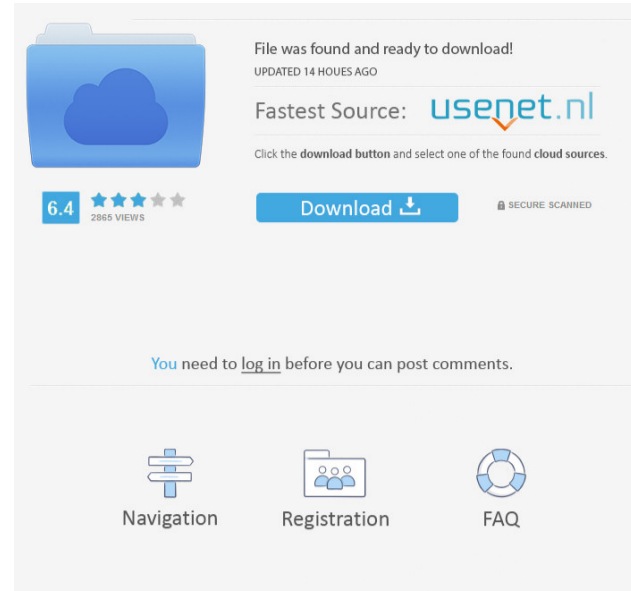 File was found and ready to download!
UPDATED 14 HOUES AGO
Fastest Source: usenet.nl
Click the download button and select one of the found cloud sources.
6.4
2865 VIEWS
Download
SECURE SCANNED
You need to log in before you can post comments.
Navigation
Registration
FAQ